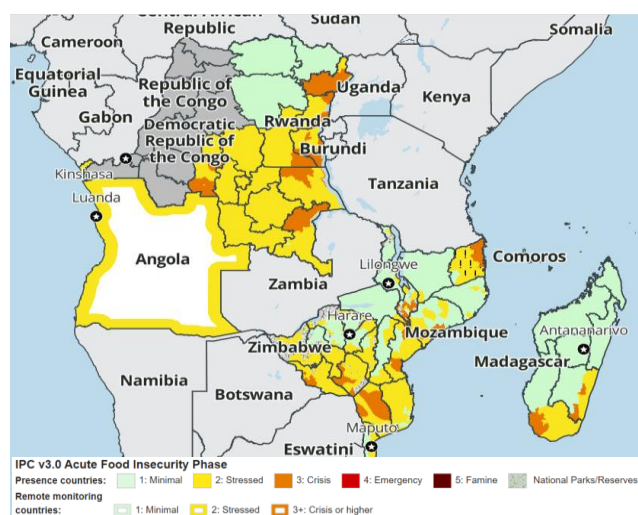 Central African
Republic
Sudan
Somalia
Cameroon
Equatorial
Guinea
Republic of
the Congo
Uganda
Kenya
Gabon
Rwanda
Democratic
Republic of
the Congo
Burundi
Kinshasa
Luanda
Tanzania
Angola
Comoros
Lilongwe
Zambia
Harare
Mozambique
Antananarivo
Zimbabwe
Madagascar
Namibia
Botswana
Maputo
Eswatini
IPC v3.0 Acute Food Insecurity Phase
Presence countries: 1: Minimal 2: Stressed 3: Crisis 4: Emergency 5: Famine National Parks/Reserves
Remote monitoring
countries: 1: Minimal 2: Stressed 3+: Crisis or higher
! ! !
! !